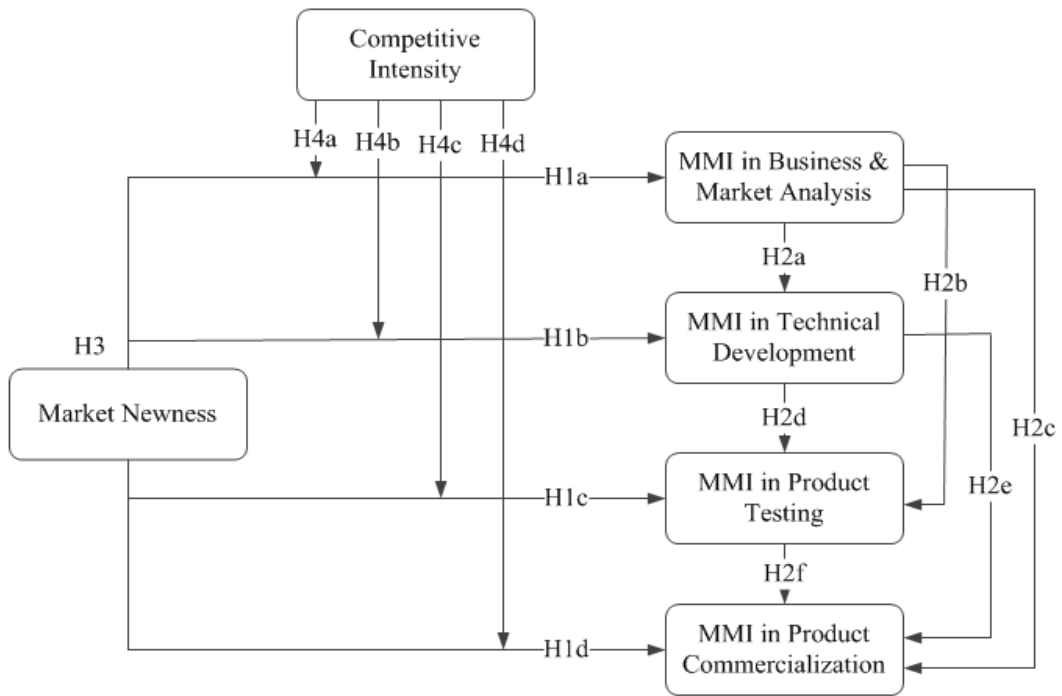 Competitive
Intensity
H4a
H4b
H4c
H4d
H1a
MMI in Business &
Market Analysis
H2a
H2b
MMI in Technical
Development
H1b
H3
Market Newness
H2d
H2c
H2e
H1c
MMI in Product
Testing
H2f
H1d
MMI in Product
Commercialization